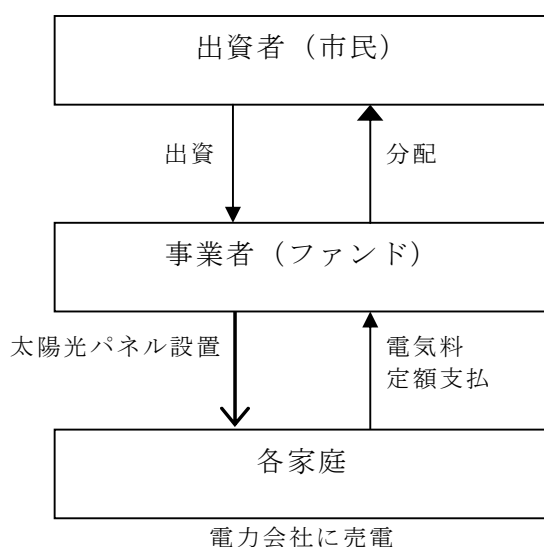 出資者（市民）
出資
分配
事業者（ファンド）
太陽光パネル設置
電気料
定額支払
各家庭
電力会社に売電